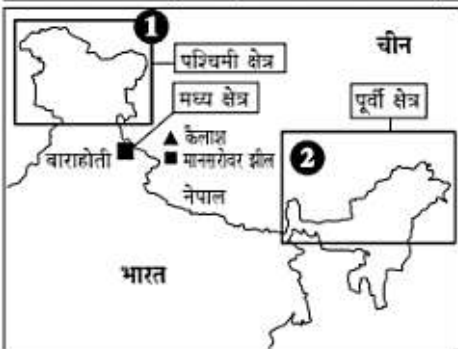 1
चीन
पश्चिमी क्षेत्र
मध्य क्षेत्र
पूर्वी क्षेत्र
बाराहोती
कैलाश
मानसरोवर झील
2
नेपाल
भारत